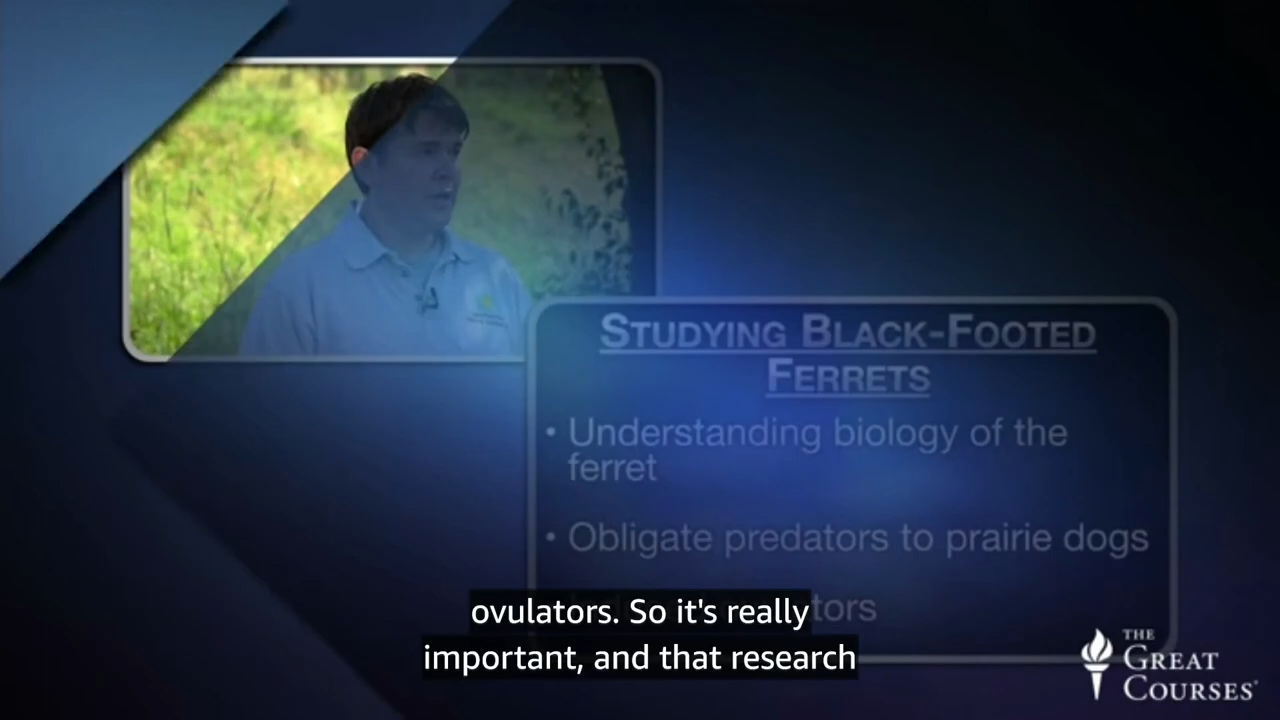 STUDYING BLACK-FOOTED
FERRETS
• Understanding biology of the
ferret
• Obligate predators to prairie dogs
ovulators. So it's really
important, and that research
THE
GREAT
COURSES